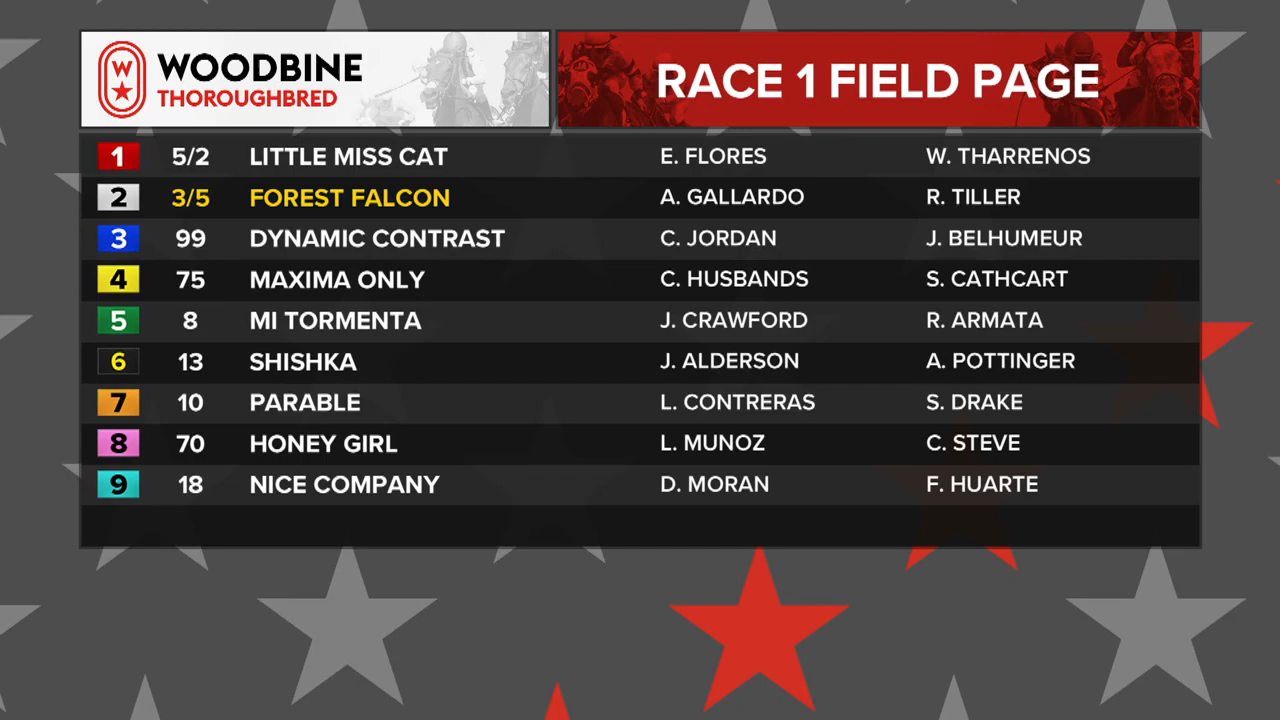 W
WOODBINE
THOROUGHBRED
RACE 1 FIELD PAGE
1 5/2 LITTLE MISS CAT E. FLORES W. THARRENOS
2 3/5 FOREST FALCON A. GALLARDO R. TILLER
3 99 DYNAMIC CONTRAST C. JORDAN J. BELHUMEUR
4 75 MAXIMA ONLY C. HUSBANDS S. CATHCART
5 8 MI TORMENTA J. CRAWFORD R. ARMATA
6 13 SHISHKA J. ALDERSON A. POTTINGER
7 10 PARABLE L. CONTRERAS S. DRAKE
8 70 HONEY GIRL L. MUNOZ C. STEVE
9 18 NICE COMPANY D. MORAN F. HUARTE